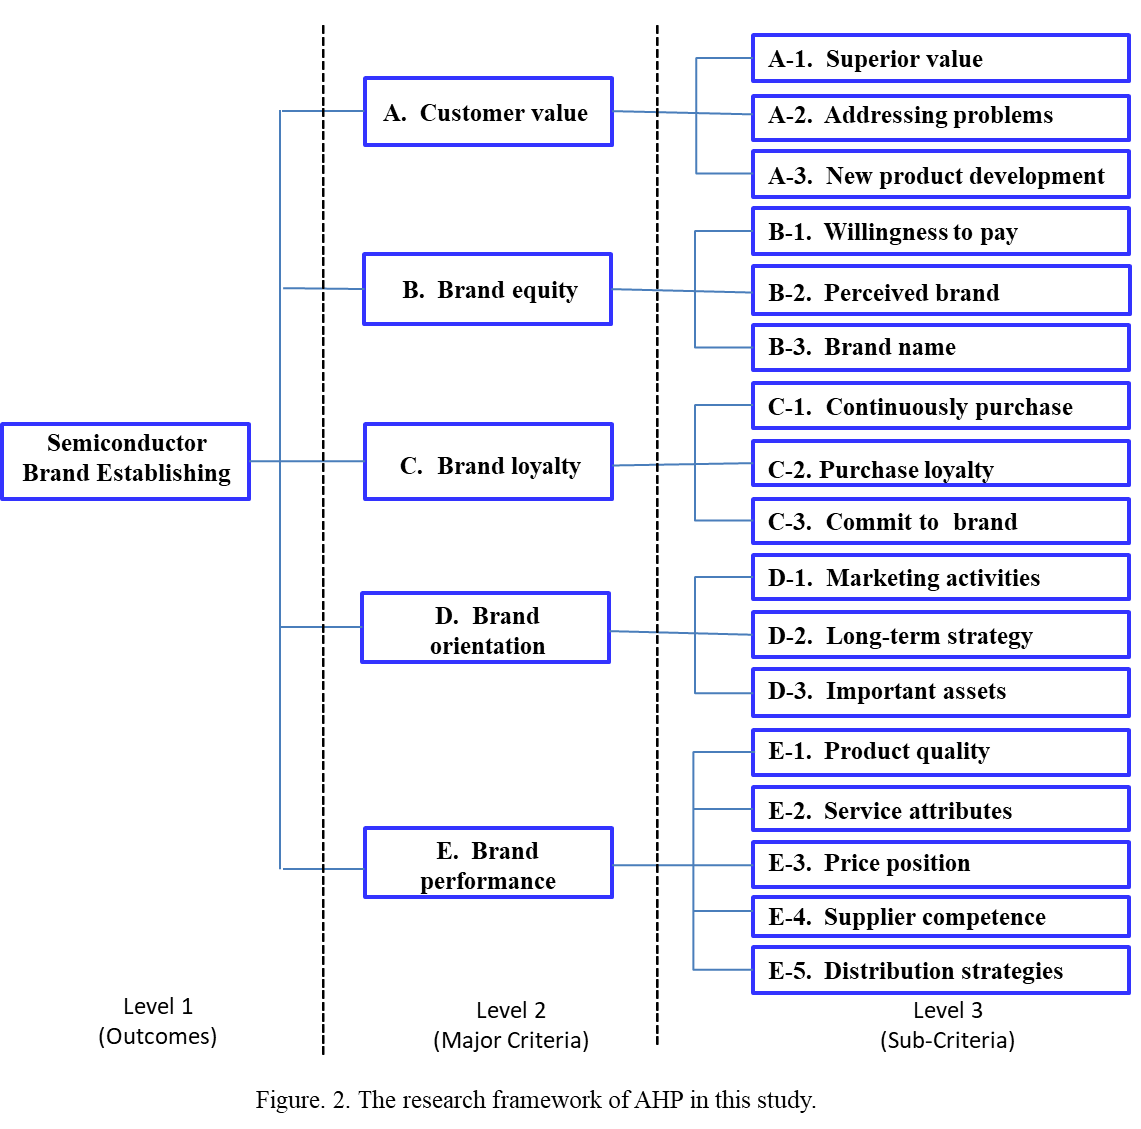 Semiconductor
Brand Establishing
A. Customer value
B. Brand equity
C. Brand loyalty
D. Brand
orientation
E. Brand
performance
A-1. Superior value
A-2. Addressing problems
A-3. New product development
B-1. Willingness to pay
B-2. Perceived brand
B-3. Brand name
C-1. Continuously purchase
C-2. Purchase loyalty
C-3. Commit to brand
D-1. Marketing activities
D-2. Long-term strategy
D-3. Important assets
E-1. Product quality
E-2. Service attributes
E-3. Price position
E-4. Supplier competence
E-5. Distribution strategies
Level 1
(Outcomes)
Level 2
(Major Criteria)
Level 3
(Sub-Criteria)
Figure. 2. The research framework of AHP in this study.